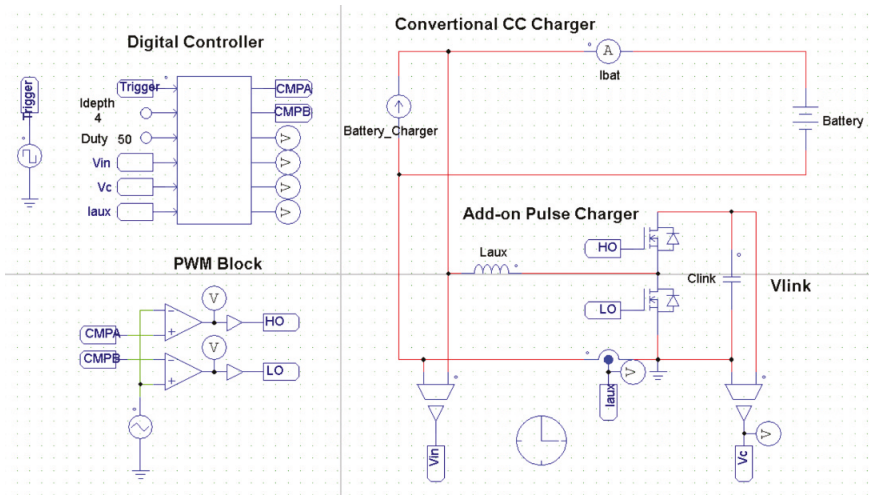 Convertional CC Charger
Digital Controller
A
Ibat
Trigger
Trigger
CMPA
Idepth
4
CMPB
Battery_Charger
Battery
Duty 50
V
Vin
V
Vc
V
Iaux
V
Add-on Pulse Charger
HO
Laux
PWM Block
Clink
Vlink
V
LO
HO
CMPA
V
CMPB
LO
V
Iaux
V
Vin
Vc